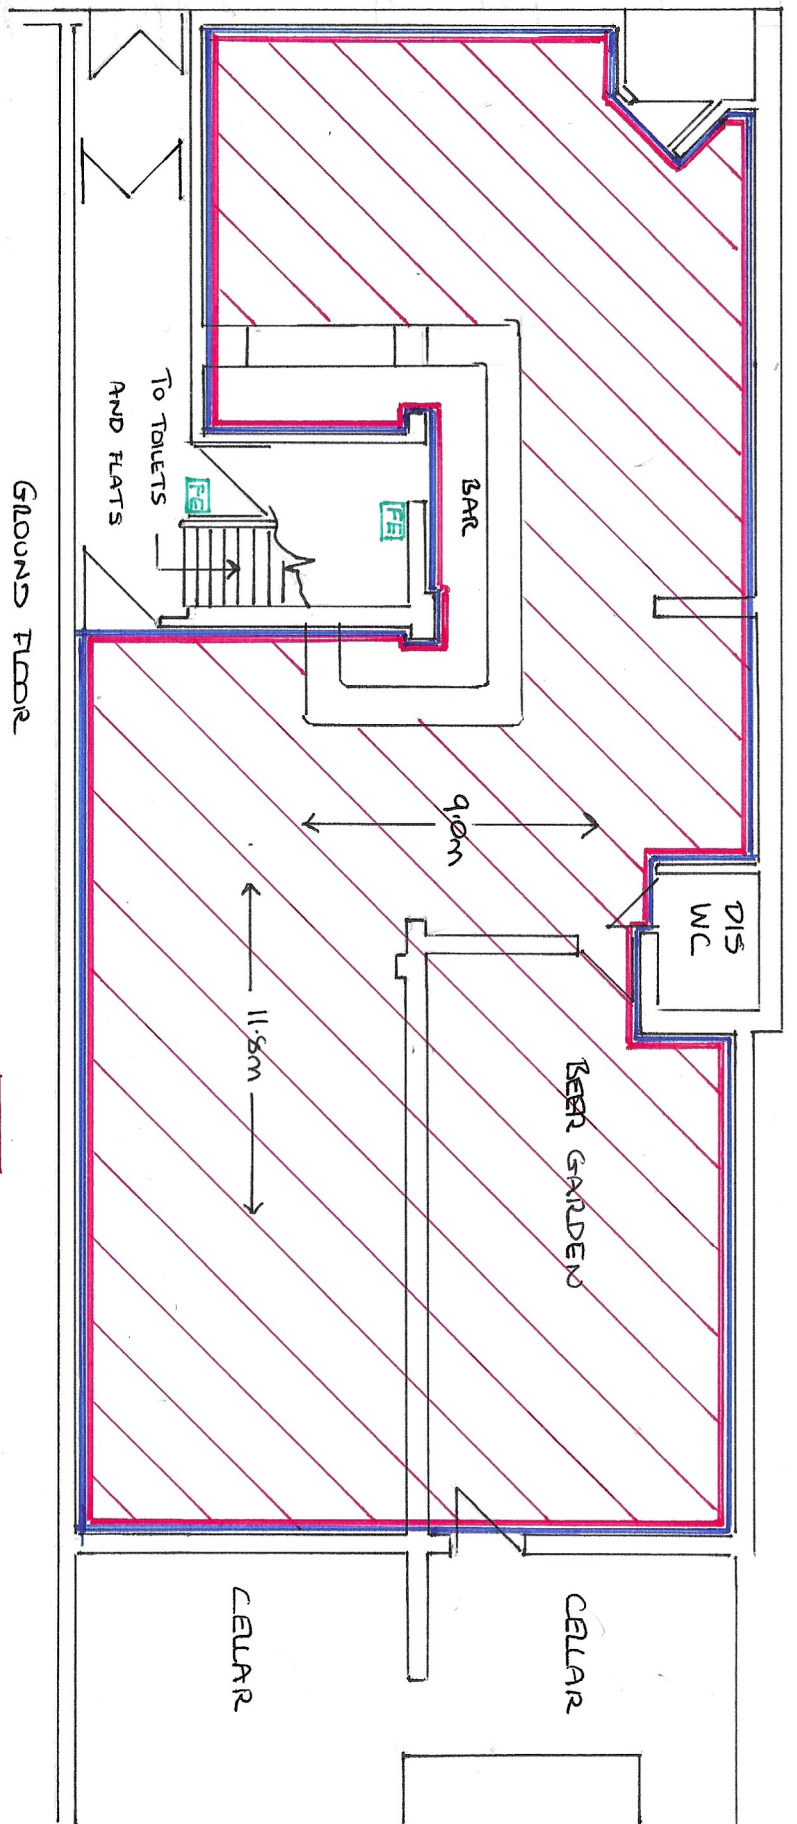 GROUND FLOOR
TO TOILETS
AND FLATS
FE
FE
BAR
9.0m
11.8m
DIS
WC
BEER GARDEN
CELLAR
CELLAR